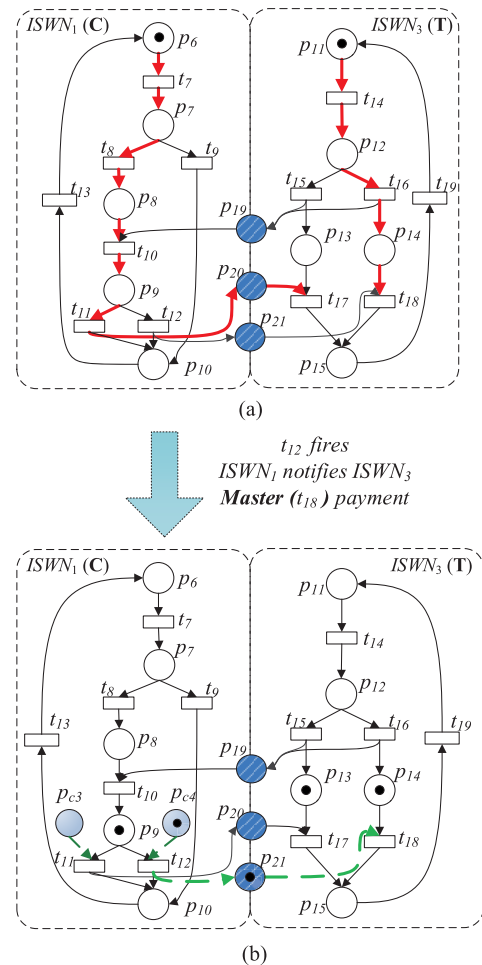 ISWN1 (C)
ISWN3 (T)
p6
p11
t7
t14
p7
p12
t8
t9
t15
t16
t13
t19
p8
p19
p13
p14
t10
p9
p20
t11
t12
t17
t18
p21
p10
p15
(a)
t12 fires
ISWN1 notifies ISWN3
Master (t18) payment
ISWN1 (C)
ISWN3 (T)
p6
p11
t7
t14
p7
p12
t8
t9
t15
t16
t13
t19
p8
p19
p13
p14
t10
pc3
p9
pc4
p20
t11
t12
t17
t18
p21
p10
p15
(b)